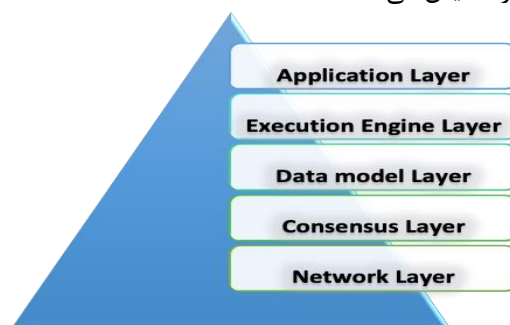 Application Layer
Execution Engine Layer
Data model Layer
Consensus Layer
Network Layer